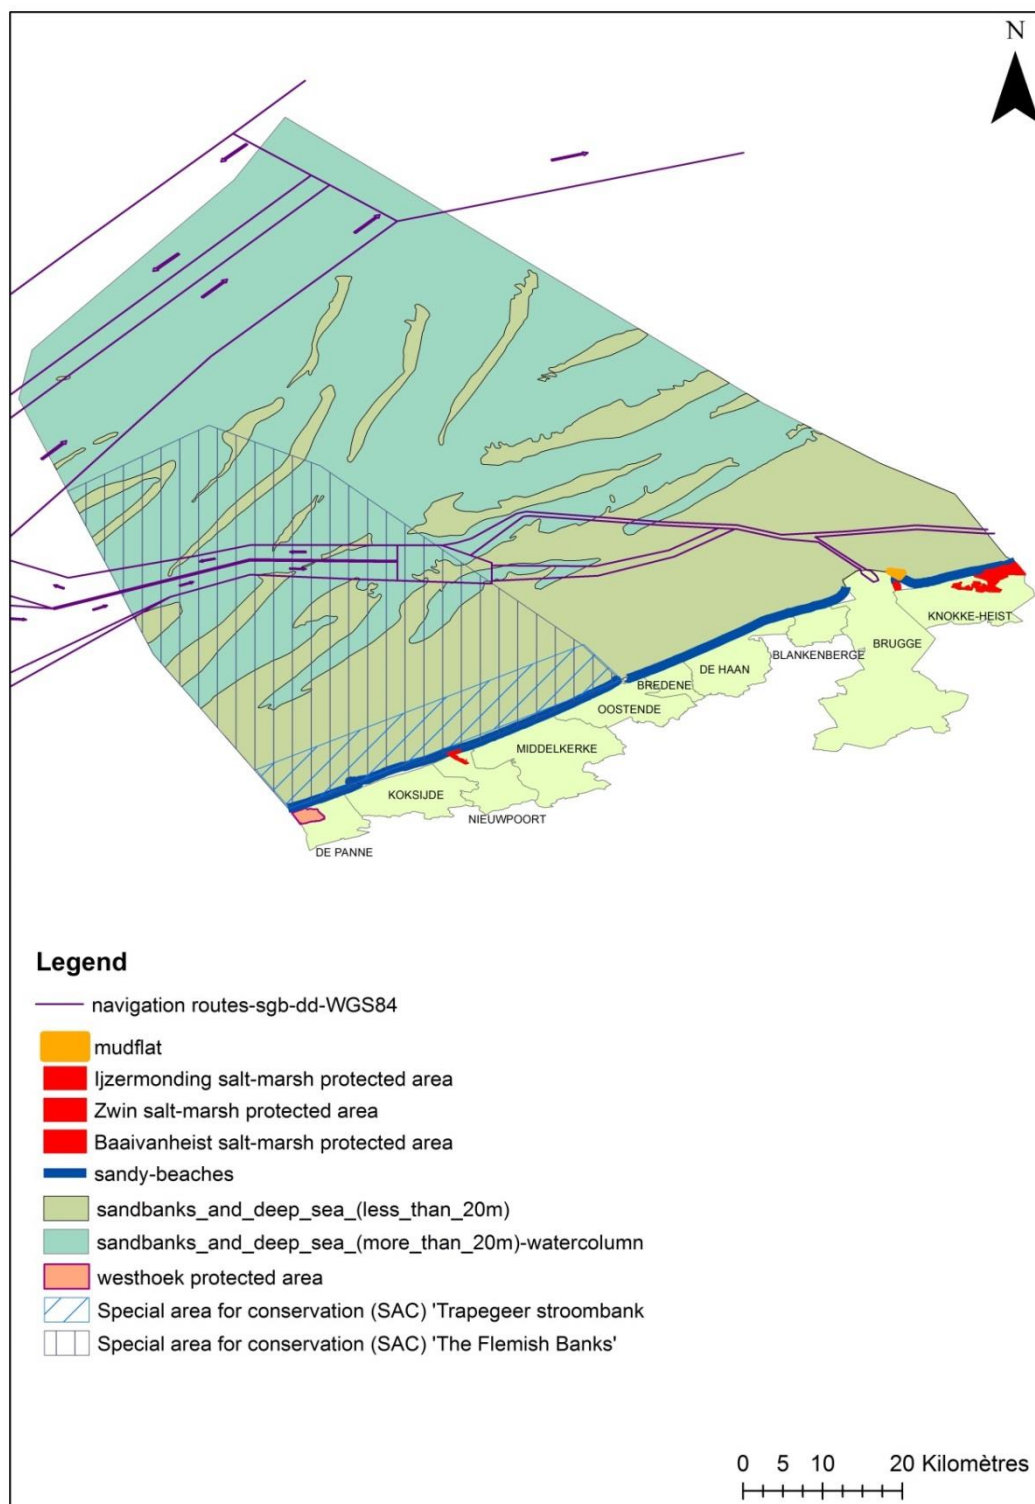 N
KNOKKE-HEIST
BRUGGE
BLANKENBERGE
DE HAAN
BREDENE
OOSTENDE
MIDDELKERKE
KOKSIJDE
NIEUWPOORT
DE PANNE
Legend
navigation routes-sgb-dd-WGS84
mudflat
Ijzermonding salt-marsh protected area
Zwin salt-marsh protected area
Baaivanheist salt-marsh protected area
sandy-beaches
sandbanks_and_deep_sea_(less_than_20m)
sandbanks_and_deep_sea_(more_than_20m)-watercolumn
westhoek protected area
Special area for conservation (SAC) 'Trapegeer stroombank
Special area for conservation (SAC) 'The Flemish Banks'
0 5 10 20 Kilomètres